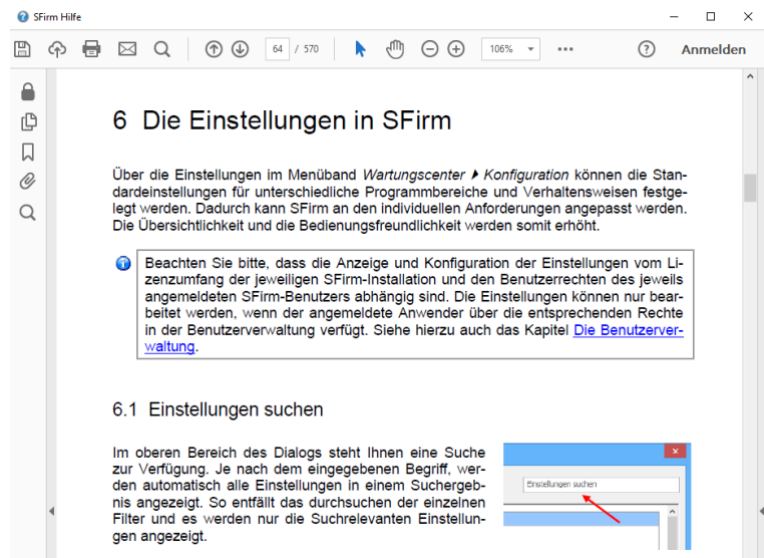 SFirm Hilfe
64 / 570
106%
Anmelden
6 Die Einstellungen in SFirm
Über die Einstellungen im Menüband Wartungscenter ▶ Konfiguration können die Stan-
dardeinstellungen für unterschiedliche Programmbereiche und Verhaltensweisen festge-
legt werden. Dadurch kann SFirm an den individuellen Anforderungen angepasst werden.
Die Übersichtlichkeit und die Bedienungsfreundlichkeit werden somit erhöht.
Beachten Sie bitte, dass die Anzeige und Konfiguration der Einstellungen vom Li-
zenzumfang der jeweiligen SFirm-Installation und den Benutzerrechten des jeweils
angemeldeten SFirm-Benutzers abhängig sind. Die Einstellungen können nur bear-
beitet werden, wenn der angemeldete Anwender über die entsprechenden Rechte
in der Benutzerverwaltung verfügt. Siehe hierzu auch das Kapitel Die Benutzerver-
waltung.
6.1 Einstellungen suchen
Im oberen Bereich des Dialogs steht Ihnen eine Suche
zur Verfügung. Je nach dem eingegebenen Begriff, wer-
den automatisch alle Einstellungen in einem Suchergeb-
nis angezeigt. So entfällt das durchsuchen der einzelnen
Filter und es werden nur die Suchrelevanten Einstellun-
gen angezeigt.
Einstellungen suchen